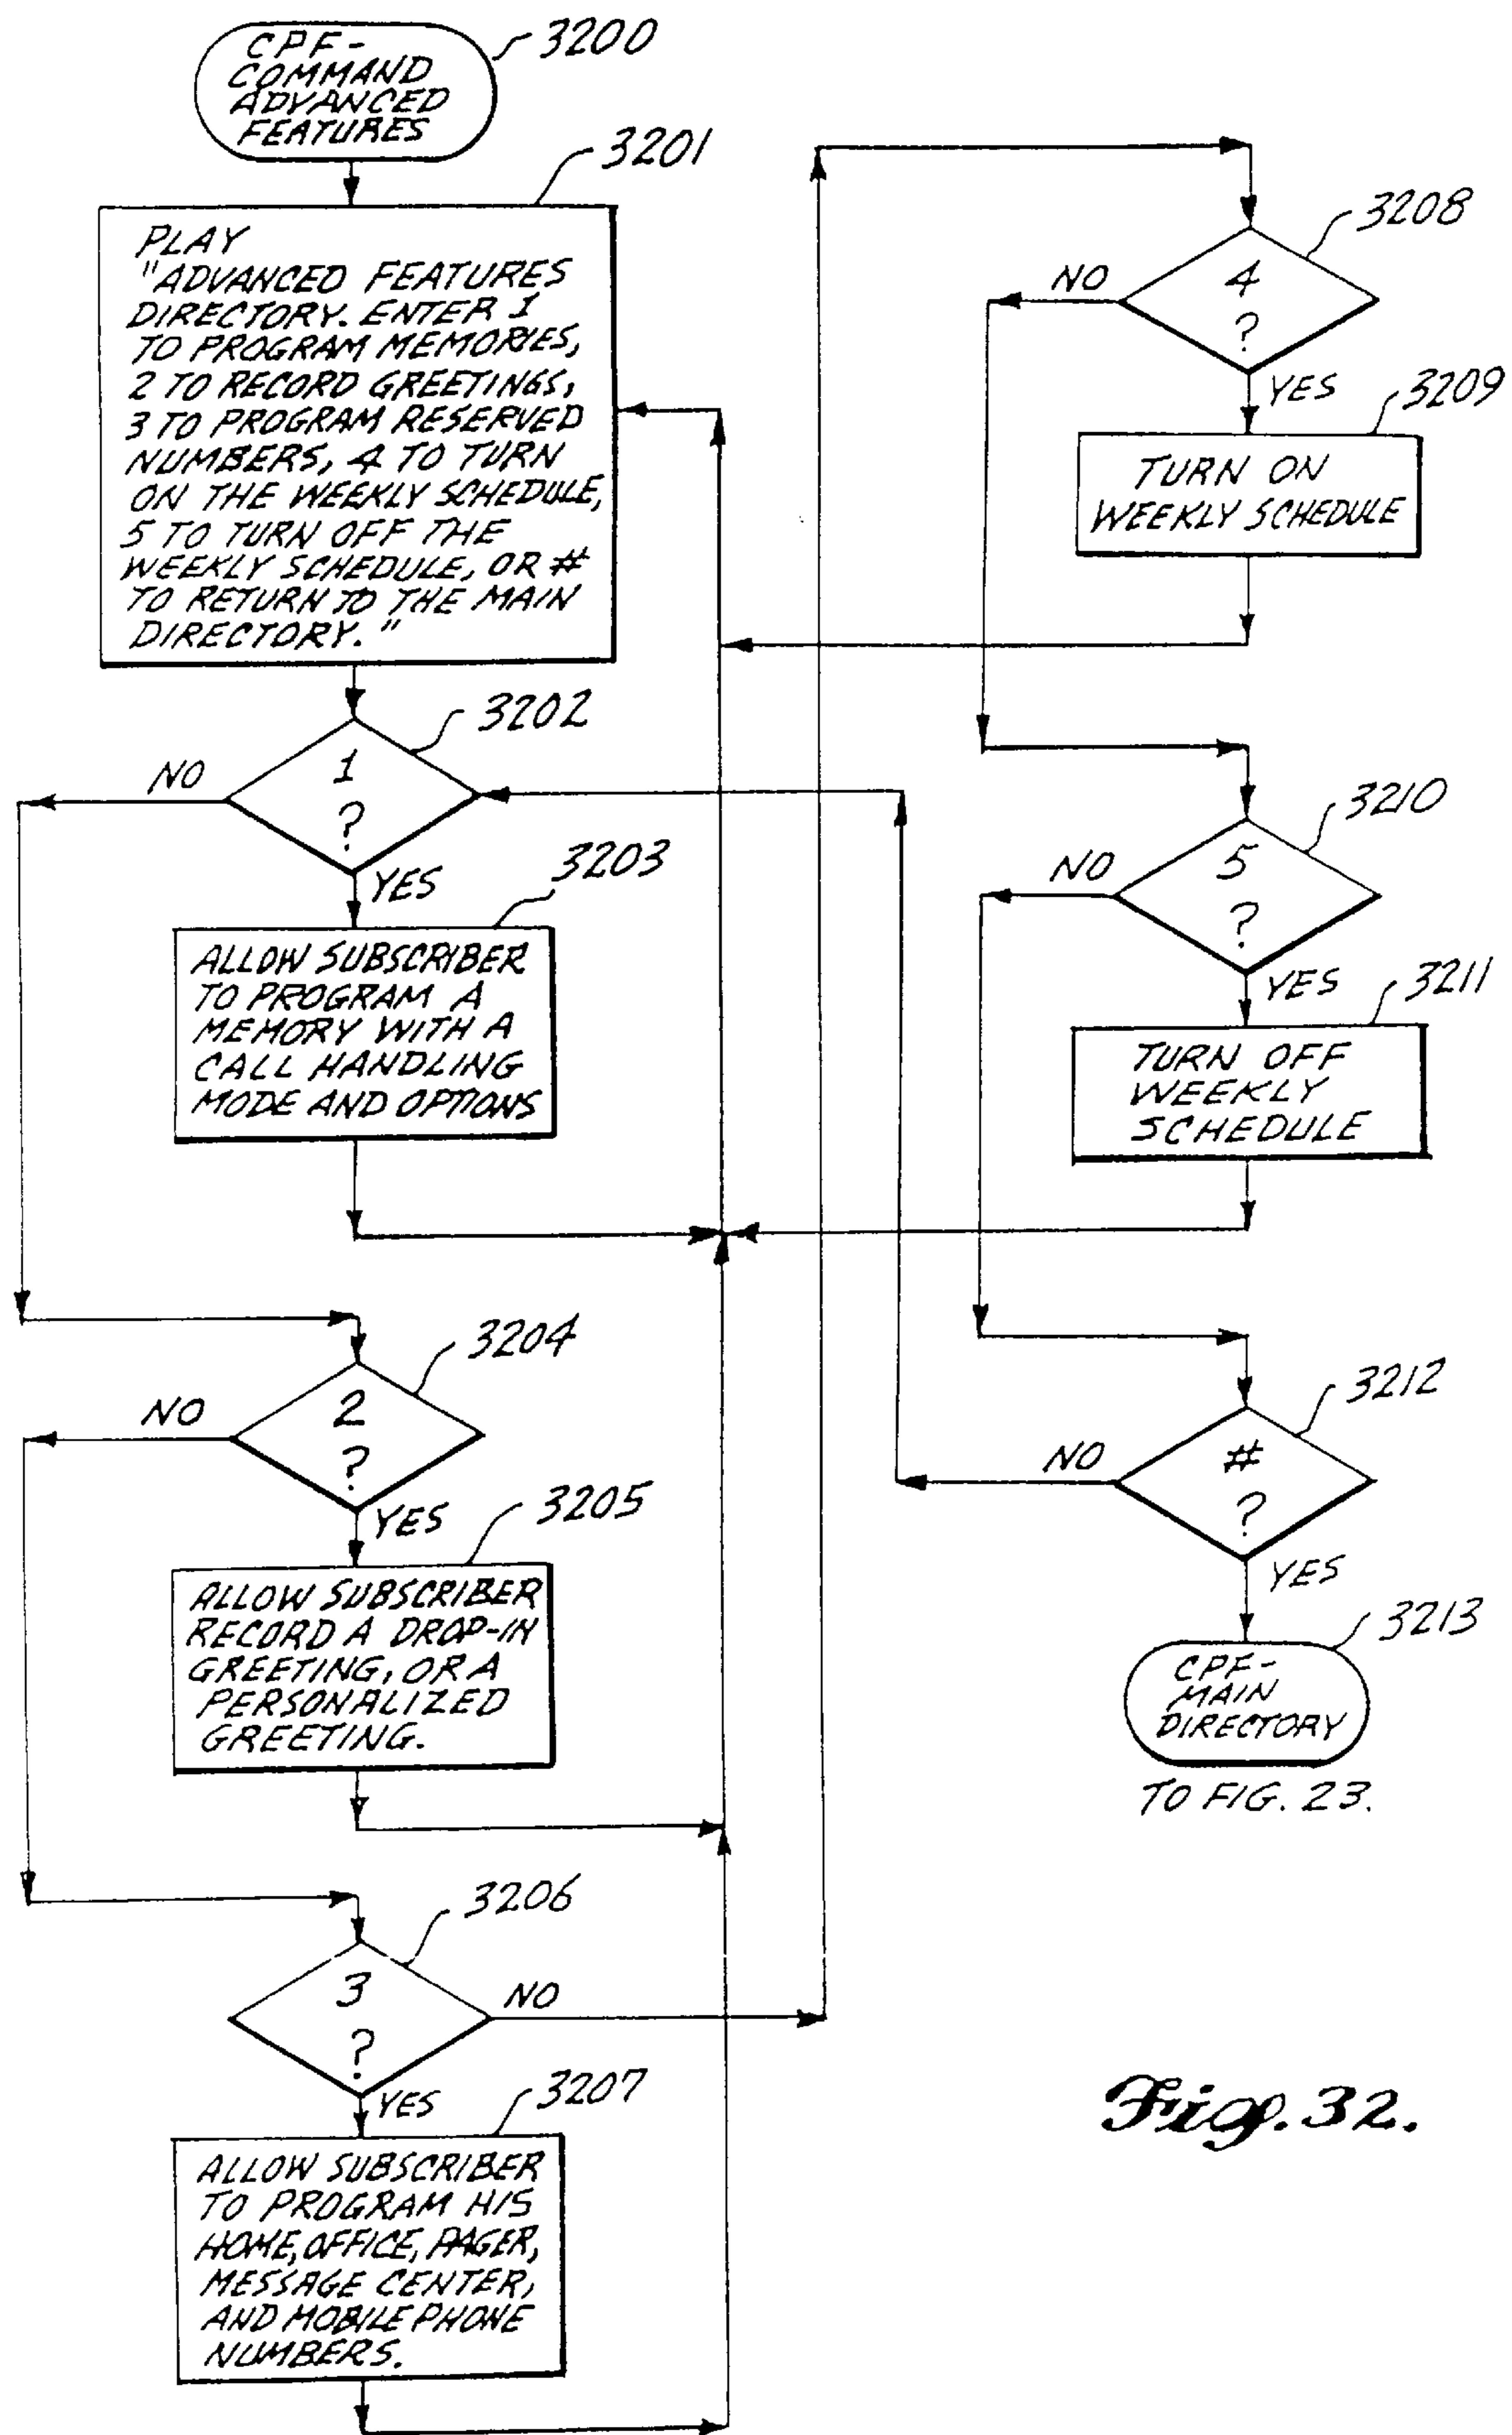 CPF-
COMMAND
ADVANCED
FEATURES
3200
3201
PLAY
"ADVANCED FEATURES
DIRECTORY. ENTER 1
TO PROGRAM MEMORIES,
2 TO RECORD GREETINGS,
3 TO PROGRAM RESERVED
NUMBERS, 4 TO TURN
ON THE WEEKLY SCHEDULE,
5 TO TURN OFF THE
WEEKLY SCHEDULE, OR #
TO RETURN TO THE MAIN
DIRECTORY."
3202
1
?
NO
YES
3203
ALLOW SUBSCRIBER
TO PROGRAM A
MEMORY WITH A
CALL HANDLING
MODE AND OPTIONS
3204
2
?
NO
YES
3205
ALLOW SUBSCRIBER
RECORD A DROP-IN
GREETING, OR A
PERSONALIZED
GREETING.
3206
3
?
NO
YES
3207
ALLOW SUBSCRIBER
TO PROGRAM HIS
HOME, OFFICE, PAGER,
MESSAGE CENTER,
AND MOBILE PHONE
NUMBERS.
3208
4
?
NO
YES
3209
TURN ON
WEEKLY SCHEDULE
3210
5
?
NO
YES
3211
TURN OFF
WEEKLY
SCHEDULE
3212
#
?
NO
YES
3213
CPF-
MAIN
DIRECTORY
TO FIG. 23.
Fig. 32.